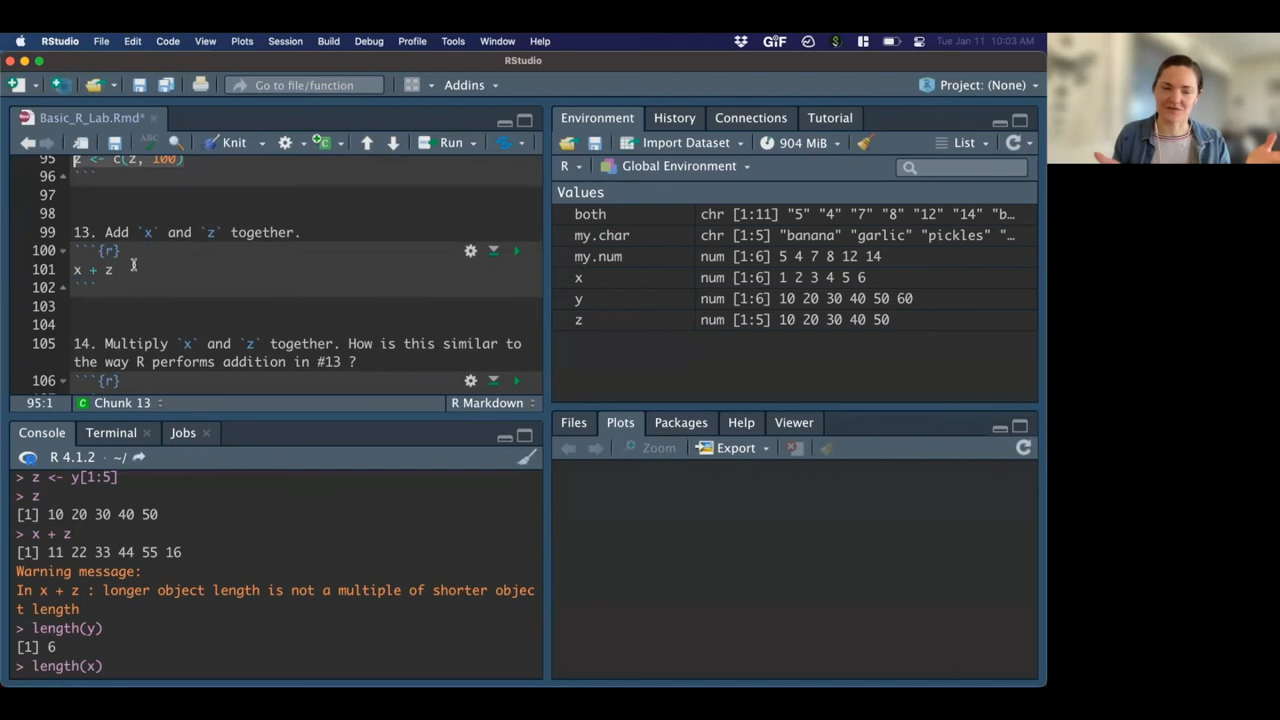 RStudio File Edit Code View Plots Session Build Debug Profile Tools Window Help GiF $ Tue Jan 11 10:03 AM
RStudio
Go to file/function Addins Project: (None)
Basic_R_Lab.Rmd*
ABC Knit Run
95 z <- c(z, 100)
96 ```
97
98
99 13. Add `x` and `z` together.
100 ```{r}
101 x + z
102 ```
103
104
105 14. Multiply `x` and `z` together. How is this similar to
the way R performs addition in #13 ?
106 ```{r}
95:1 C Chunk 13 R Markdown
Console Terminal Jobs
R 4.1.2 · ~/
> z <- y[1:5]
> z
[1] 10 20 30 40 50
> x + z
[1] 11 22 33 44 55 16
Warning message:
In x + z : longer object length is not a multiple of shorter objec
t length
> length(y)
[1] 6
> length(x)
Environment History Connections Tutorial
Import Dataset 904 MiB List
R Global Environment
Values
both chr [1:11] "5" "4" "7" "8" "12" "14" "b…
my.char chr [1:5] "banana" "garlic" "pickles" "…
my.num num [1:6] 5 4 7 8 12 14
x num [1:6] 1 2 3 4 5 6
y num [1:6] 10 20 30 40 50 60
z num [1:5] 10 20 30 40 50
Files Plots Packages Help Viewer
Zoom Export